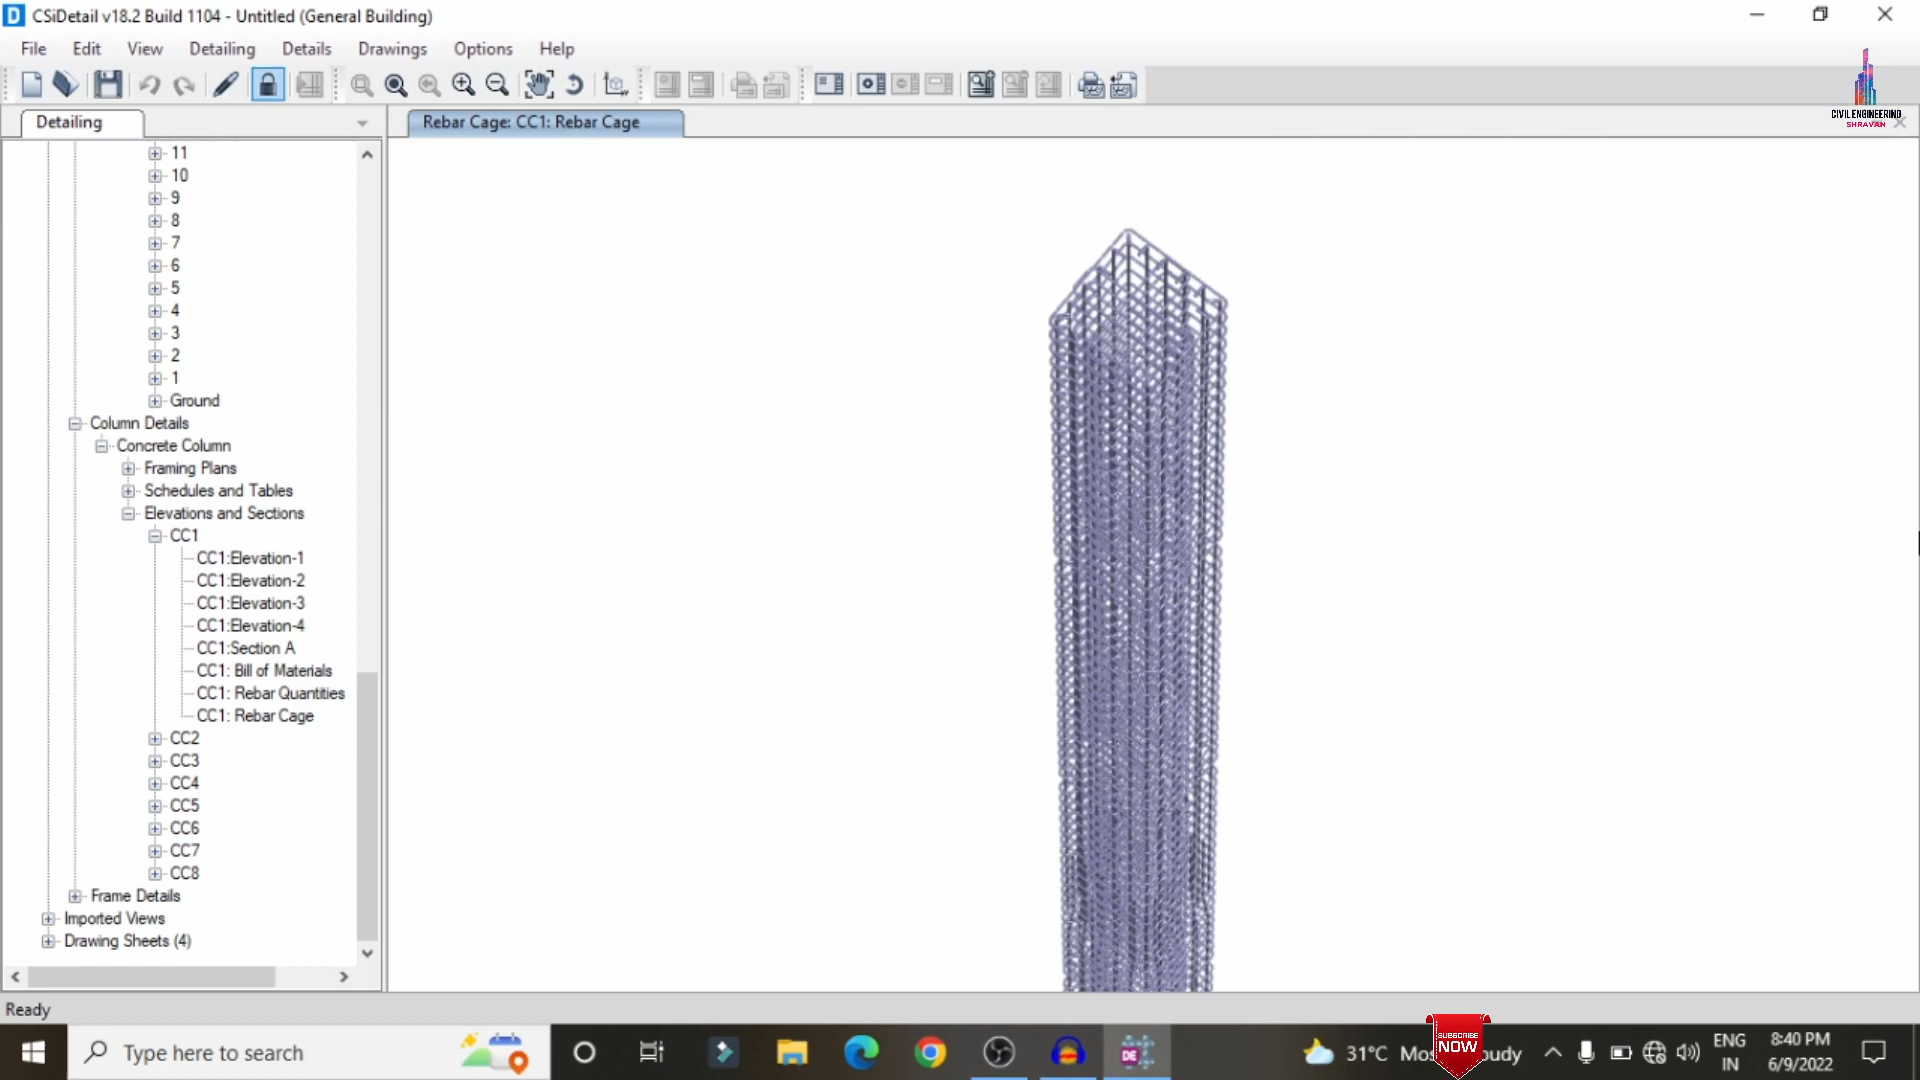 CSiDetail v18.2 Build 1104 - Untitled (General Building)
File Edit View Detailing Details Drawings Options Help
CIVIL ENGINEERING
SHRAVAN
Detailing
Rebar Cage: CC1: Rebar Cage
11
10
9
8
7
6
5
4
3
2
1
Ground
Column Details
Concrete Column
Framing Plans
Schedules and Tables
Elevations and Sections
CC1
CC1:Elevation-1
CC1:Elevation-2
CC1:Elevation-3
CC1:Elevation-4
CC1:Section A
CC1: Bill of Materials
CC1: Rebar Quantities
CC1: Rebar Cage
CC2
CC3
CC4
CC5
CC6
CC7
CC8
Frame Details
Imported Views
Drawing Sheets (4)
Ready
Type here to search
DE
31°C
SUBSCRIBE
NOW
ENG
IN
8:40 PM
6/9/2022